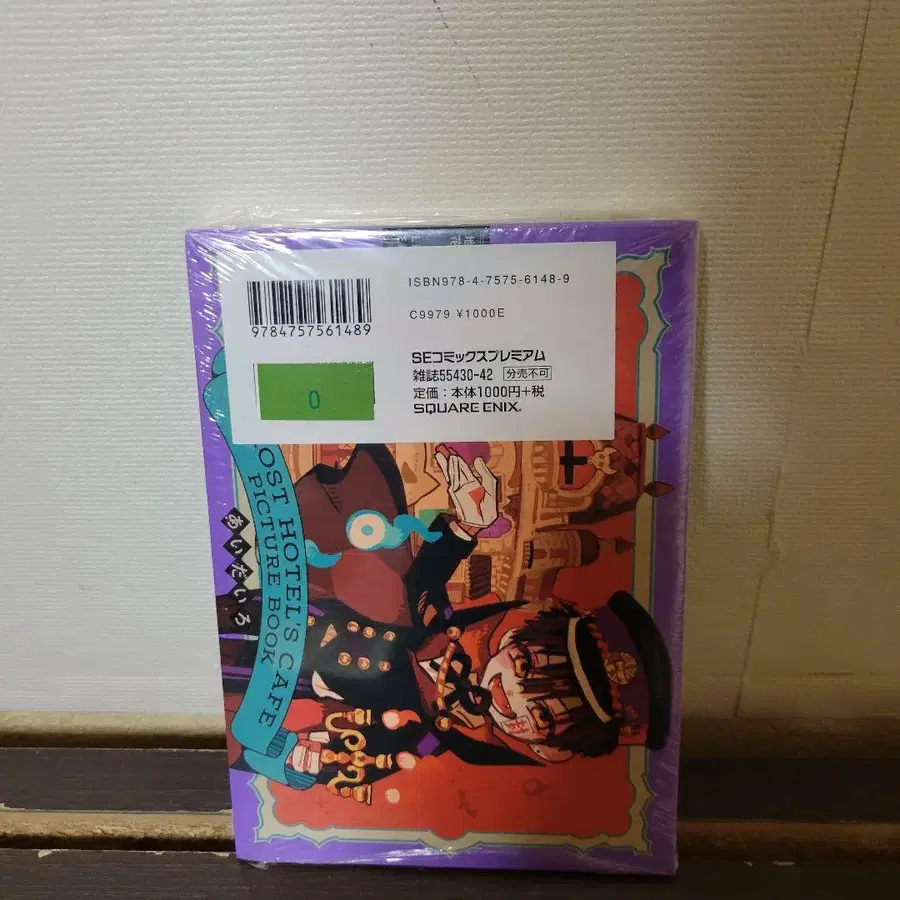 ISBN978-4-7575-6148-9
9784757561489
C9979 ¥1000E
SEコミックスプレミアム
雑誌55430-42 分売不可
定価：本体1000円+税
SQUARE ENIX.
0
OST HOTEL'S CAFE
PICTURE BOOK
あいだいろ
封